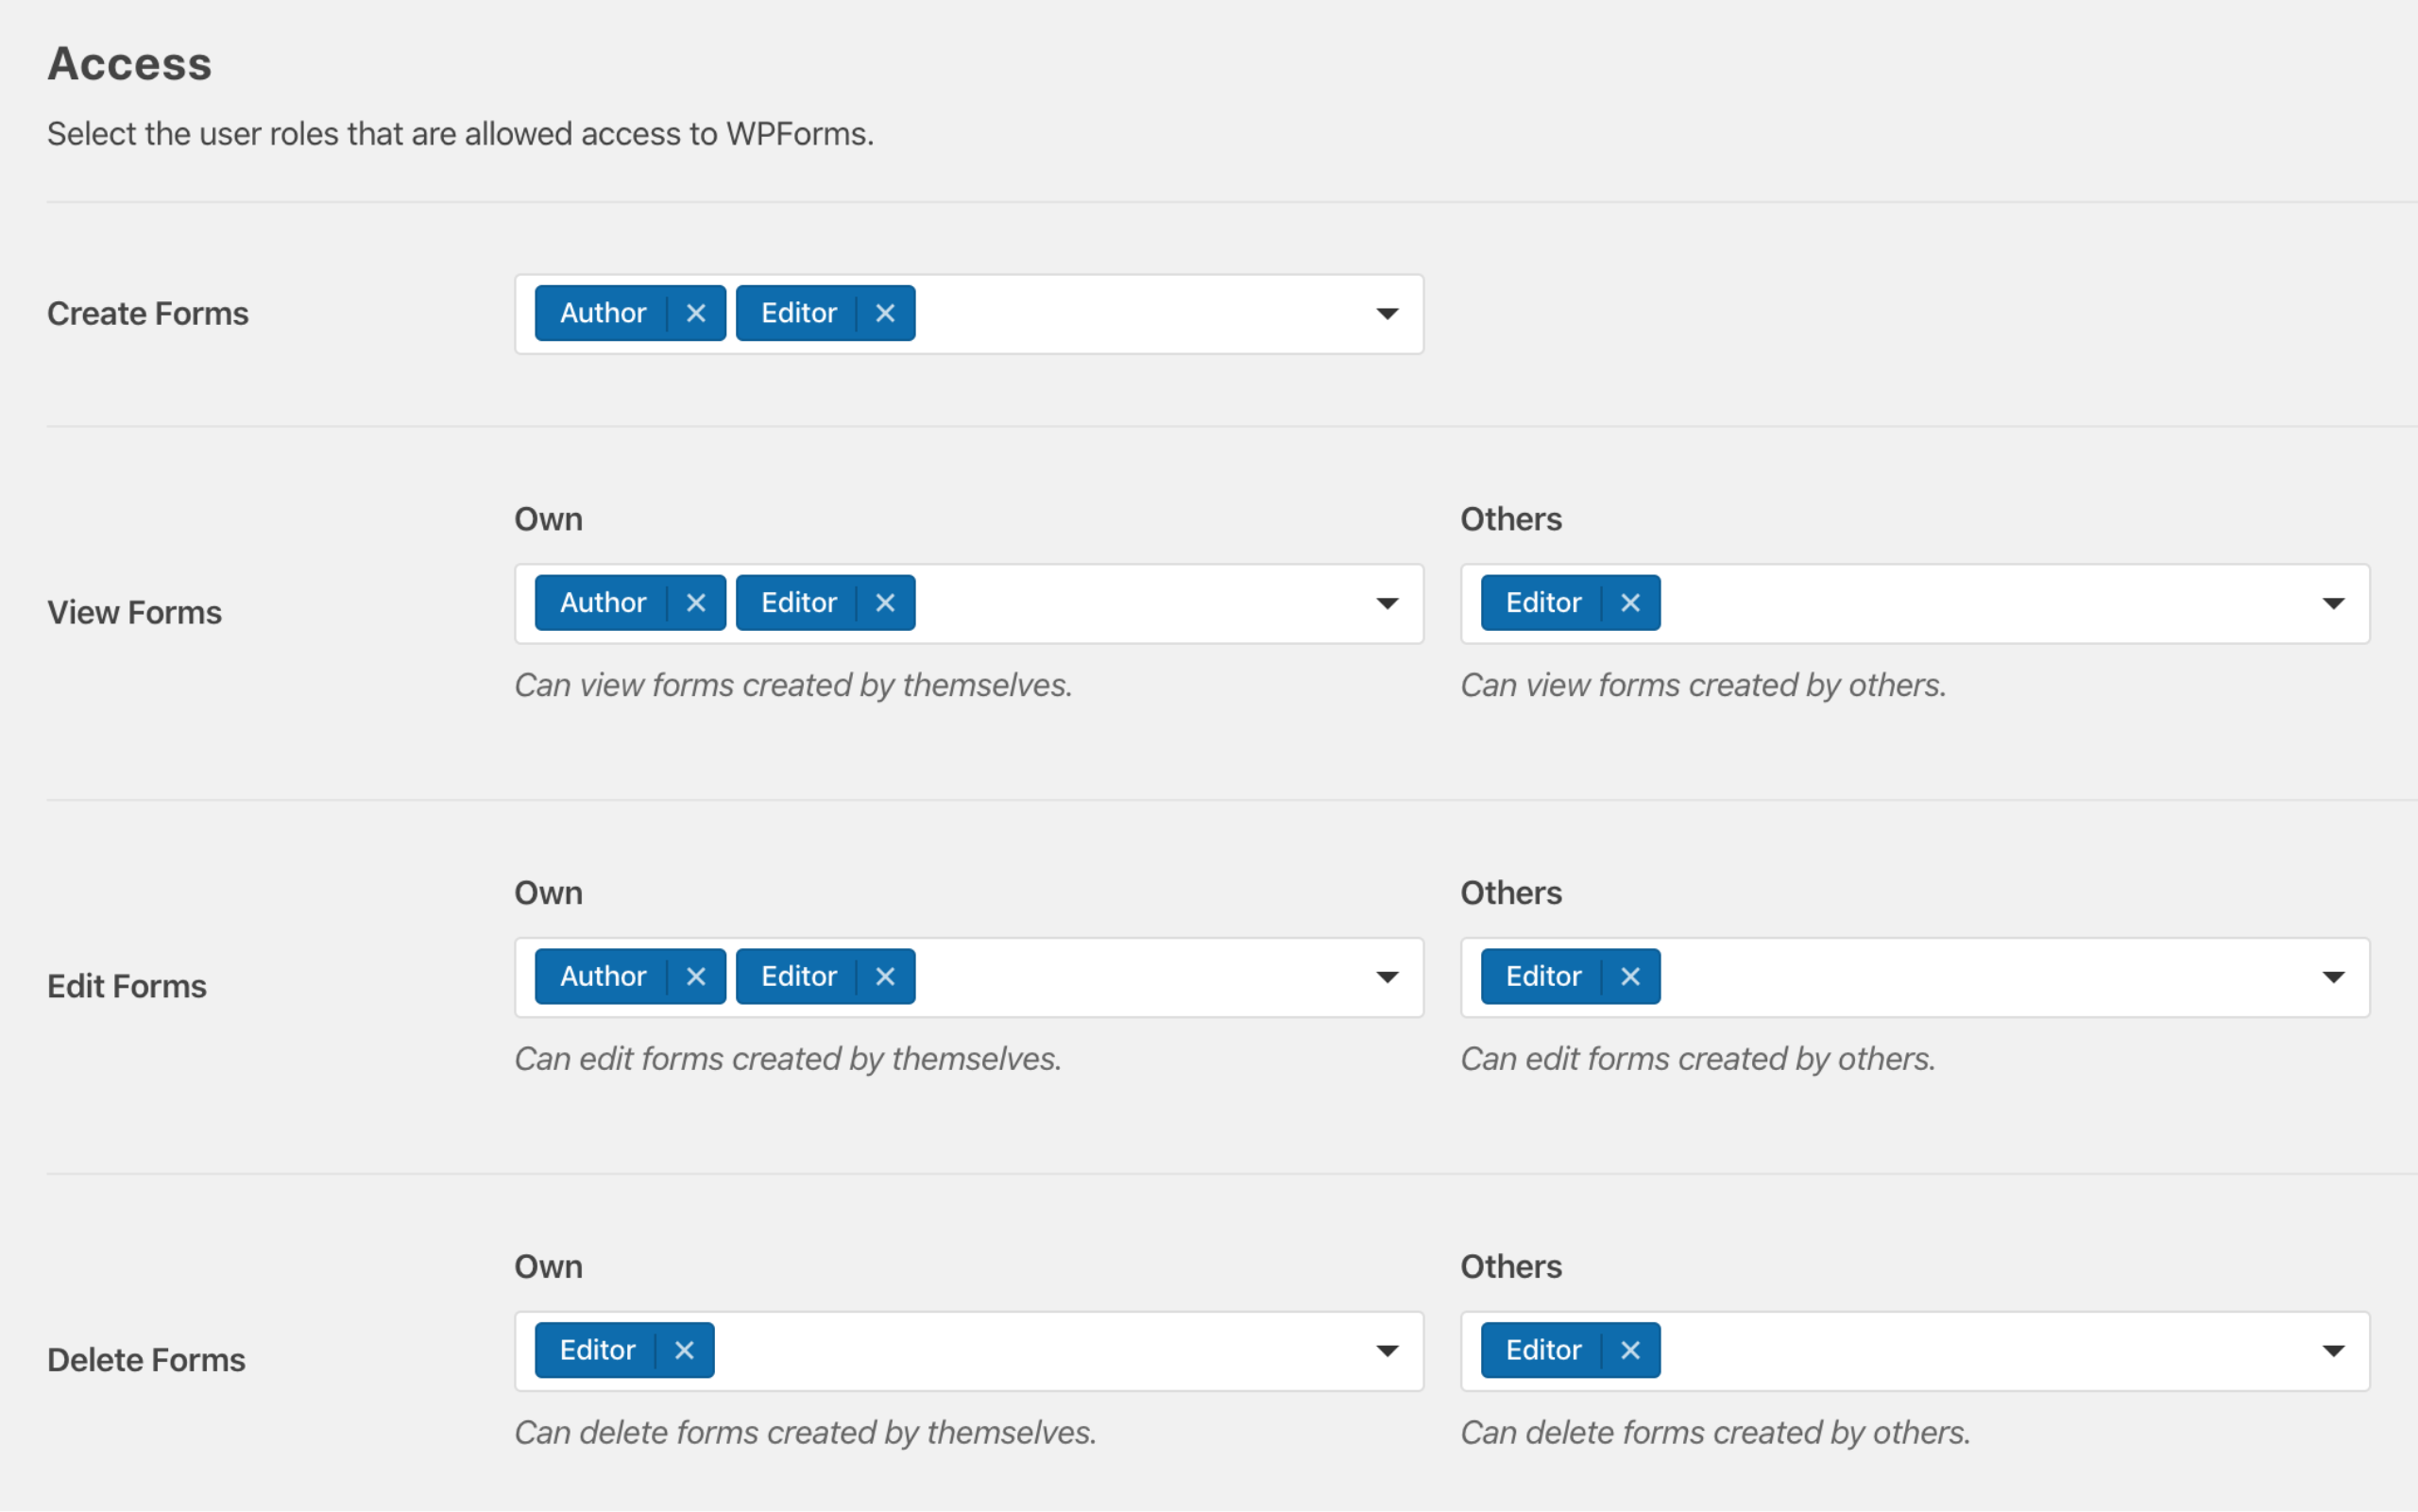 Access
Select the user roles that are allowed access to WPForms.
Create Forms
Author
Editor
Own
Others
View Forms
Author
Editor
Editor
Can view forms created by themselves.
Can view forms created by others.
Own
Others
Edit Forms
Author
Editor
Editor
Can edit forms created by themselves.
Can edit forms created by others.
Own
Others
Delete Forms
Editor
Editor
Can delete forms created by themselves.
Can delete forms created by others.